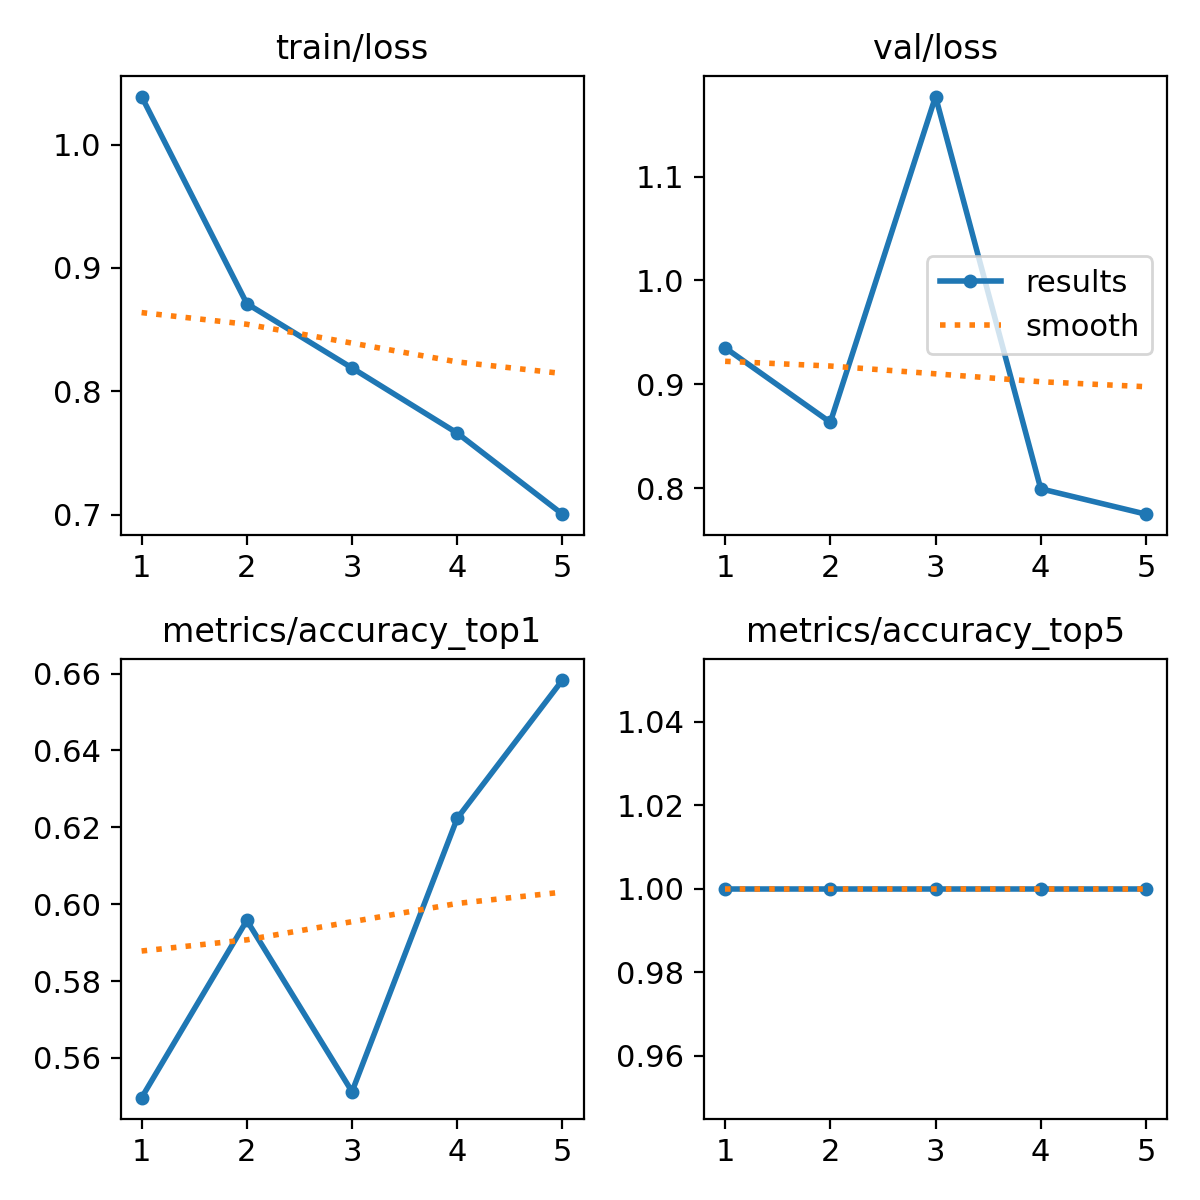 train/loss
1.0
0.9
0.8
0.7
1 2 3 4 5
val/loss
1.1
1.0
0.9
0.8
results
smooth
1 2 3 4 5
metrics/accuracy_top1
0.66
0.64
0.62
0.60
0.58
0.56
1 2 3 4 5
metrics/accuracy_top5
1.04
1.02
1.00
0.98
0.96
1 2 3 4 5